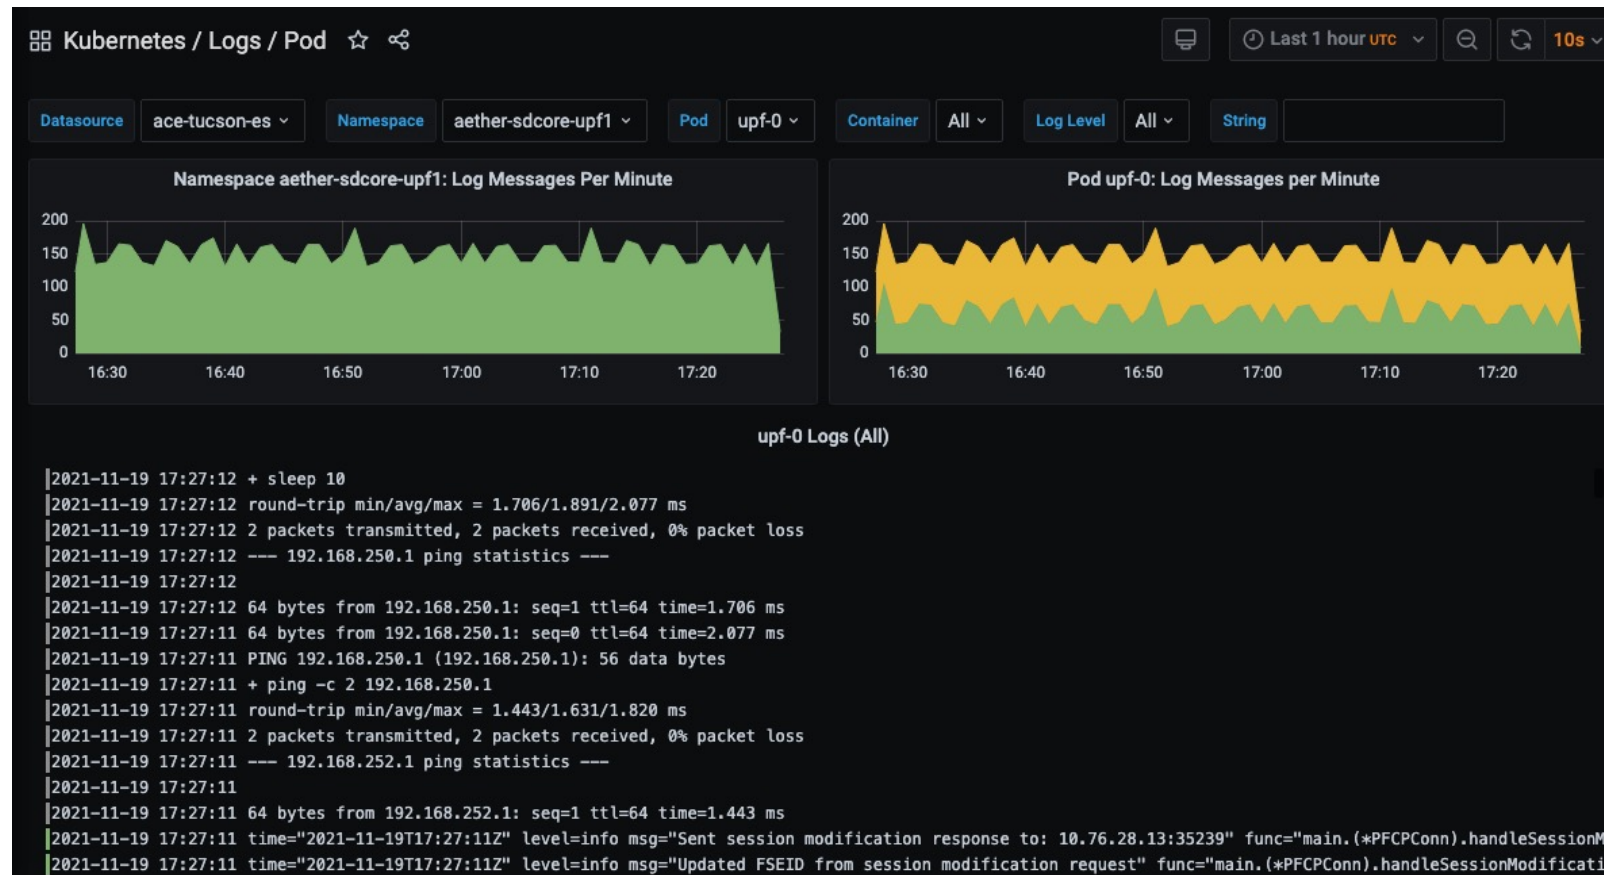 Kubernetes / Logs / Pod
Last 1 hour UTC
10s
Datasource ace-tucson-es Namespace aether-sdcore-upf1 Pod upf-0 Container All Log Level All String
Namespace aether-sdcore-upf1: Log Messages Per Minute
200
150
100
50
0
16:30 16:40 16:50 17:00 17:10 17:20
Pod upf-0: Log Messages per Minute
200
150
100
50
0
16:30 16:40 16:50 17:00 17:10 17:20
upf-0 Logs (All)
2021-11-19 17:27:12 + sleep 10
2021-11-19 17:27:12 round-trip min/avg/max = 1.706/1.891/2.077 ms
2021-11-19 17:27:12 2 packets transmitted, 2 packets received, 0% packet loss
2021-11-19 17:27:12 --- 192.168.250.1 ping statistics ---
2021-11-19 17:27:12
2021-11-19 17:27:12 64 bytes from 192.168.250.1: seq=1 ttl=64 time=1.706 ms
2021-11-19 17:27:11 64 bytes from 192.168.250.1: seq=0 ttl=64 time=2.077 ms
2021-11-19 17:27:11 PING 192.168.250.1 (192.168.250.1): 56 data bytes
2021-11-19 17:27:11 + ping -c 2 192.168.250.1
2021-11-19 17:27:11 round-trip min/avg/max = 1.443/1.631/1.820 ms
2021-11-19 17:27:11 2 packets transmitted, 2 packets received, 0% packet loss
2021-11-19 17:27:11 --- 192.168.252.1 ping statistics ---
2021-11-19 17:27:11
2021-11-19 17:27:11 64 bytes from 192.168.252.1: seq=1 ttl=64 time=1.443 ms
2021-11-19 17:27:11 time="2021-11-19T17:27:11Z" level=info msg="Sent session modification response to: 10.76.28.13:35239" func="main.(*PFCPConn).handleSessionM
2021-11-19 17:27:11 time="2021-11-19T17:27:11Z" level=info msg="Updated FSEID from session modification request" func="main.(*PFCPConn).handleSessionModificati